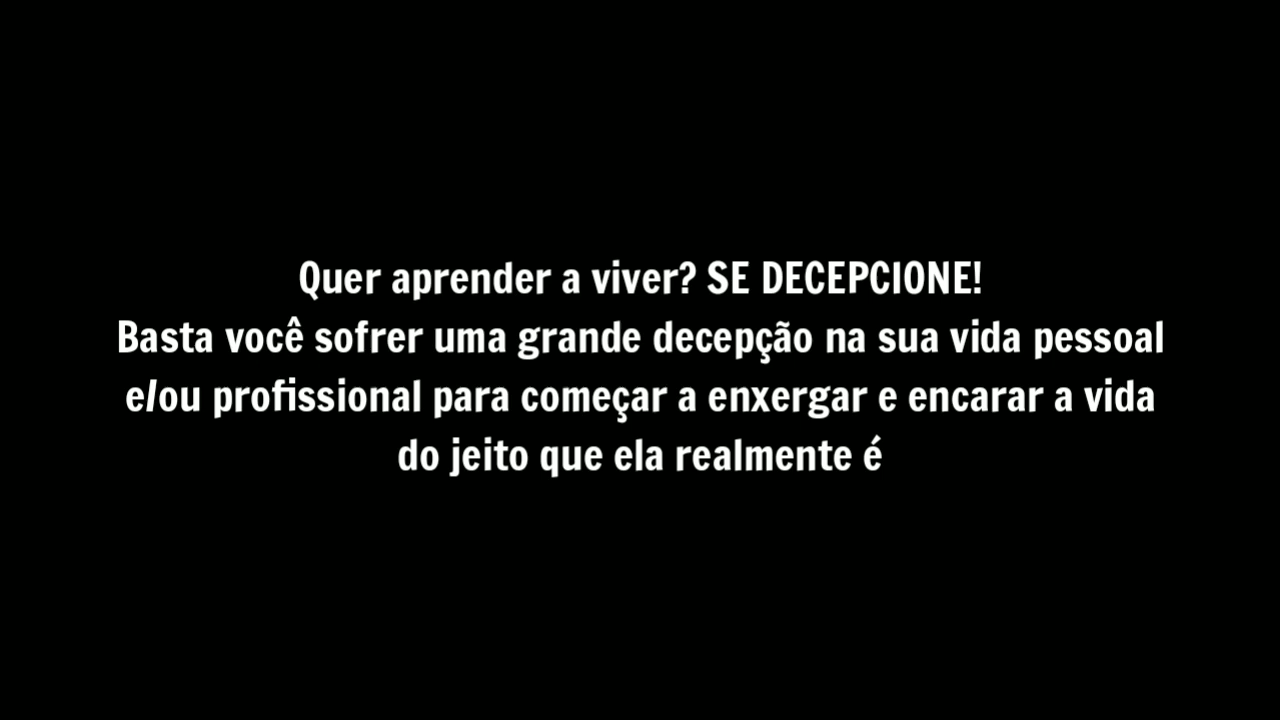 Quer aprender a viver? SE DECEPCIONE!
Basta você sofrer uma grande decepção na sua vida pessoal
e/ou profissional para começar a enxergar e encarar a vida
do jeito que ela realmente é